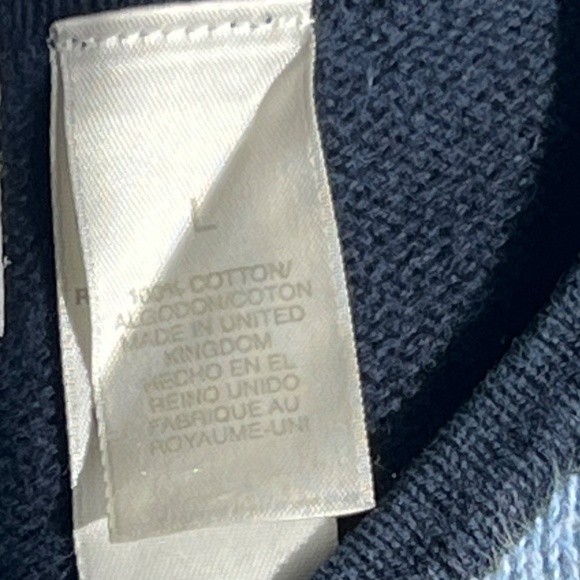 L
100% COTTON/
ALGODON/COTON
MADE IN UNITED
KINGDOM
HECHO EN EL
REINO UNIDO
FABRIQUE AU
ROYAUME-UNI
R